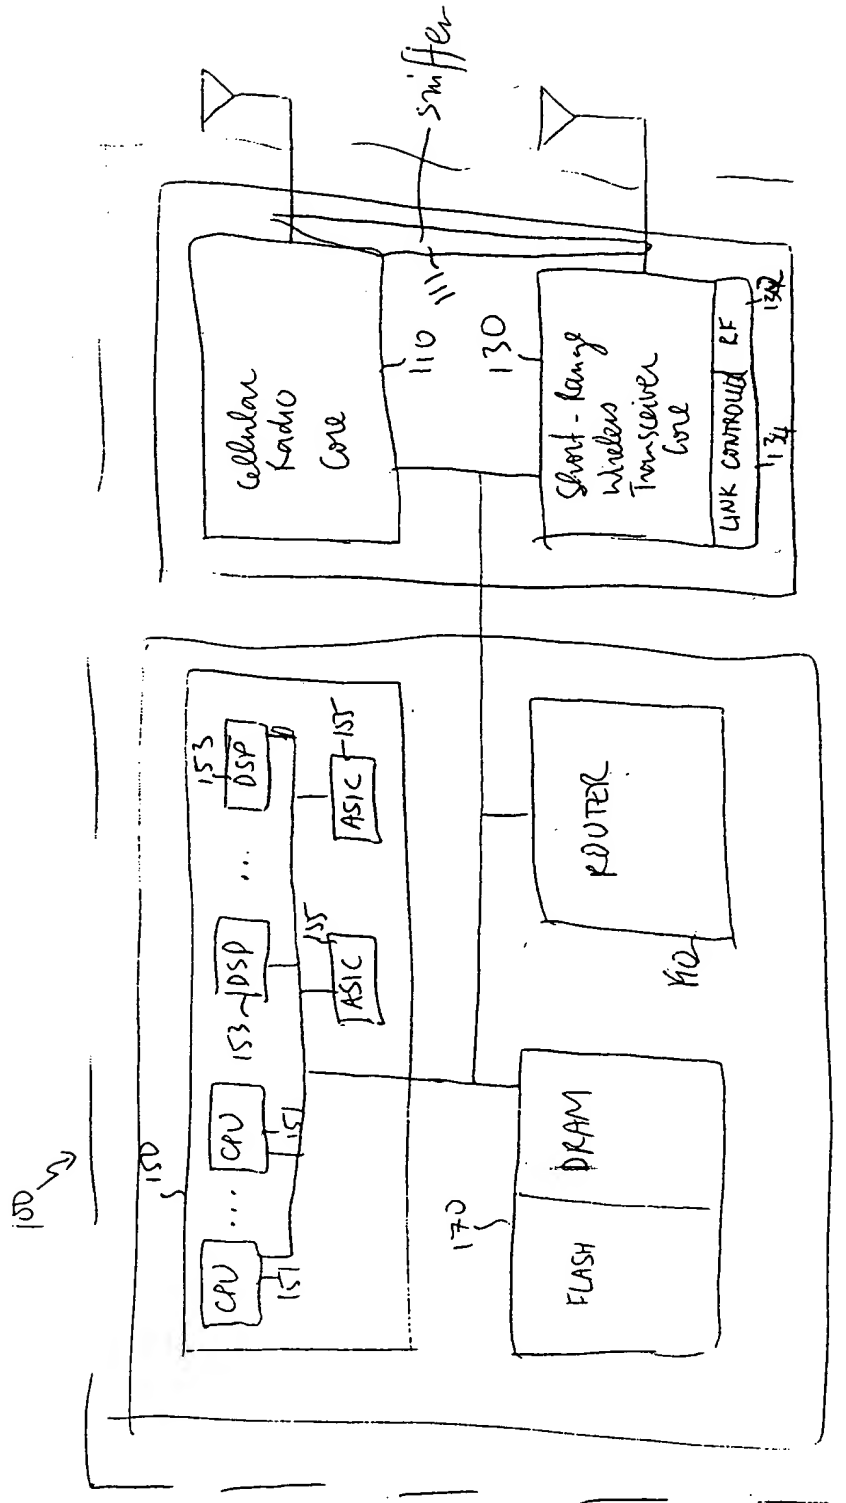 100
150
CPU
151
...
CPU
151
DSP
153
...
DSP
153
ASIC
155
ASIC
155
170
FLASH
DRAM
ROUTER
190
Cellular
Radio
Core
110
111
sniffer
130
Short-Range
Wireless
Transceiver
Core
LINK CONTROLLER
134
RF
132